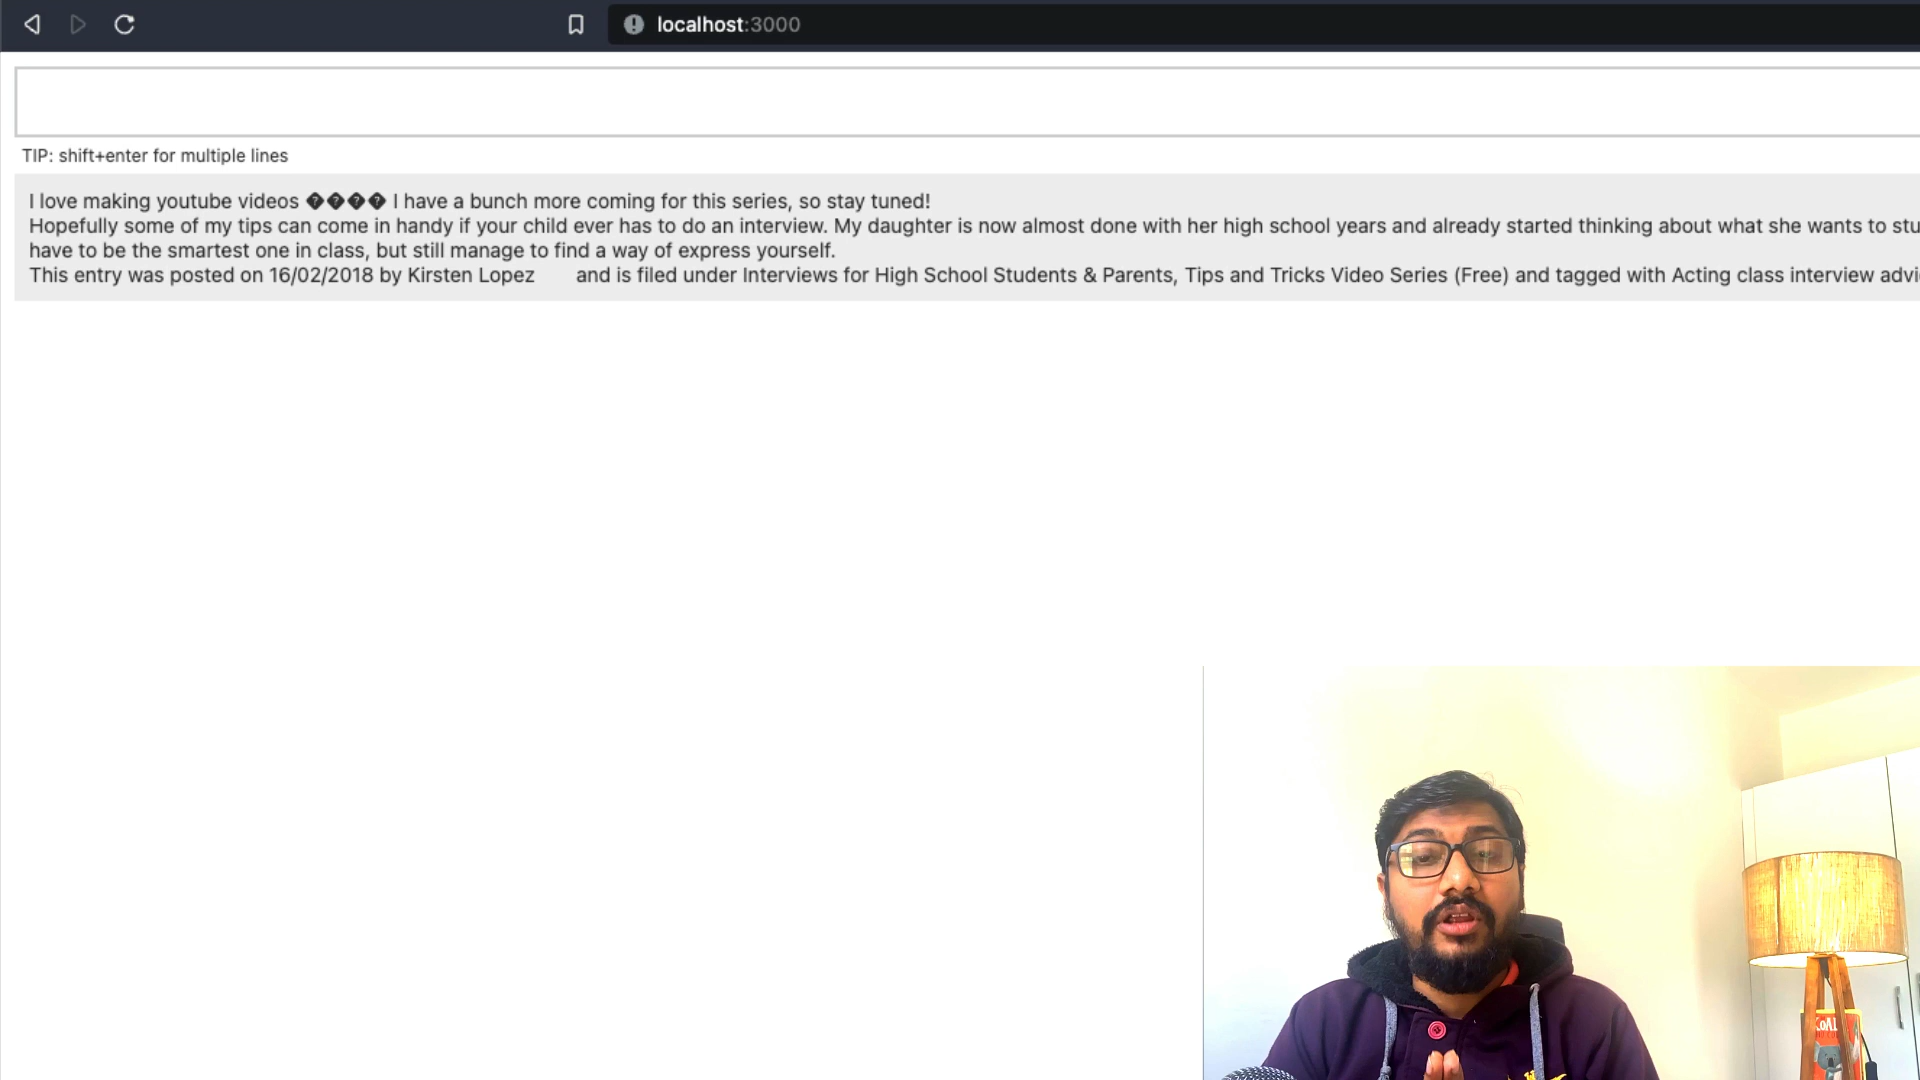 localhost:3000
TIP: shift+enter for multiple lines
I love making youtube videos ���� I have a bunch more coming for this series, so stay tuned!
Hopefully some of my tips can come in handy if your child ever has to do an interview. My daughter is now almost done with her high school years and already started thinking about what she wants to stu
have to be the smartest one in class, but still manage to find a way of express yourself.
This entry was posted on 16/02/2018 by Kirsten Lopez and is filed under Interviews for High School Students & Parents, Tips and Tricks Video Series (Free) and tagged with Acting class interview advi
KOAL